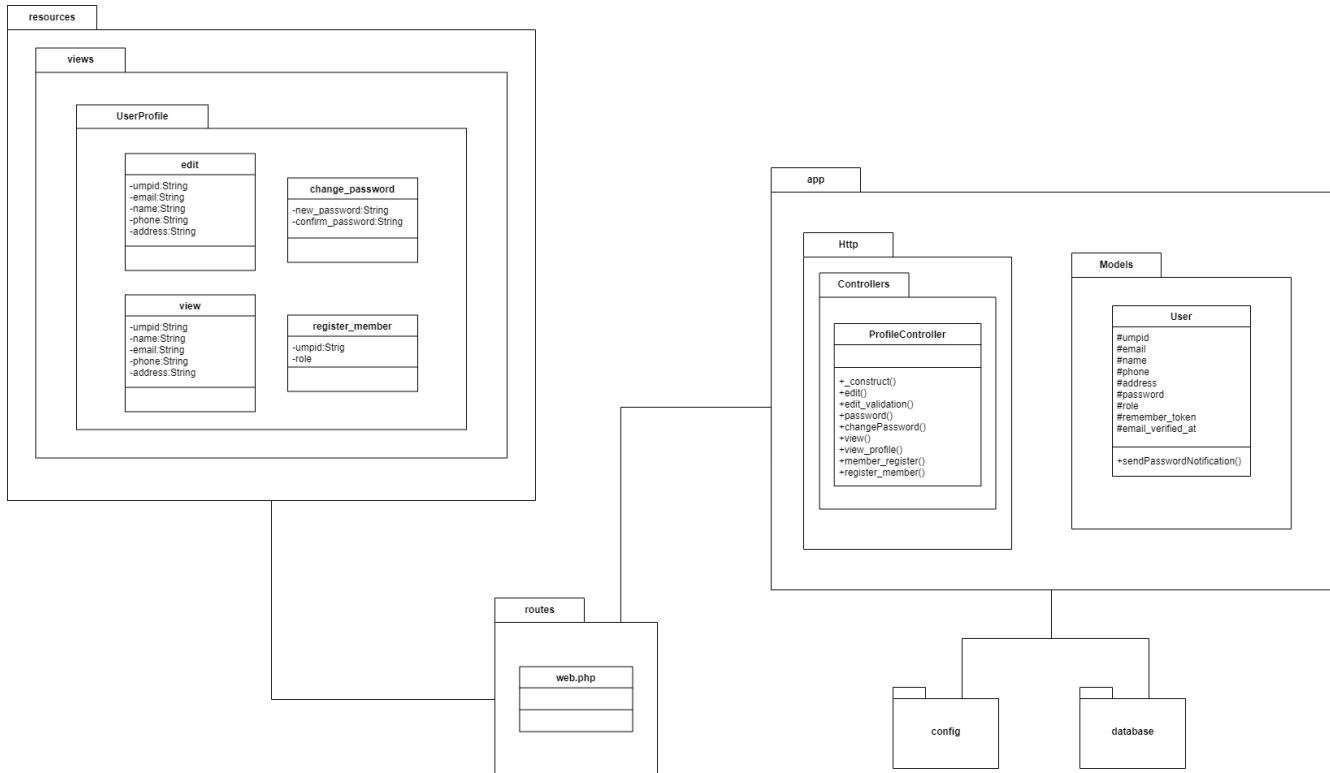 resources
views
UserProfile
edit
-umpid:String
-email:String
-name:String
-phone:String
-address:String
change_password
-new_password:String
-confirm_password:String
view
-umpid:String
-name:String
-email:String
-phone:String
-address:String
register_member
-umpid:Strig
-role
app
Http
Controllers
ProfileController
+_construct()
+edit()
+edit_validation()
+password()
+changePassword()
+view()
+view_profile()
+member_register()
+register_member()
Models
User
#umpid
#email
#name
#phone
#address
#password
#role
#remember_token
#email_verified_at
+sendPasswordNotification()
routes
web.php
config
database